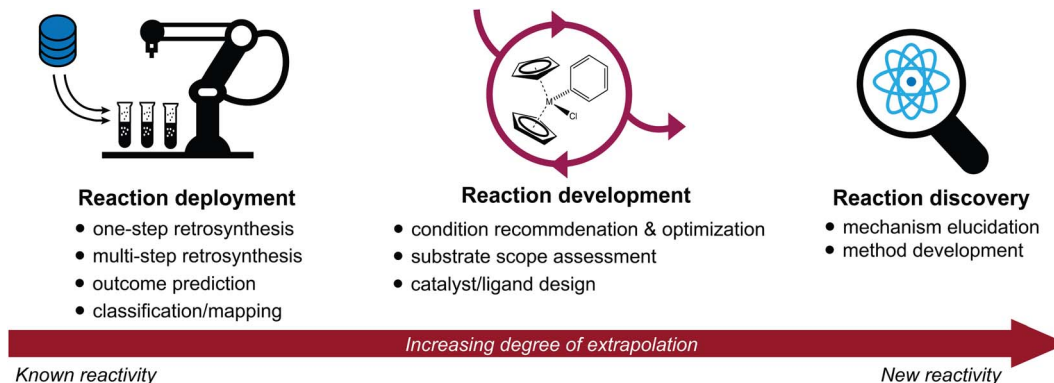 M
Cl
Reaction deployment
• one-step retrosynthesis
• multi-step retrosynthesis
• outcome prediction
• classification/mapping
Reaction development
• condition recommdenation & optimization
• substrate scope assessment
• catalyst/ligand design
Reaction discovery
• mechanism elucidation
• method development
Increasing degree of extrapolation
Known reactivity
New reactivity